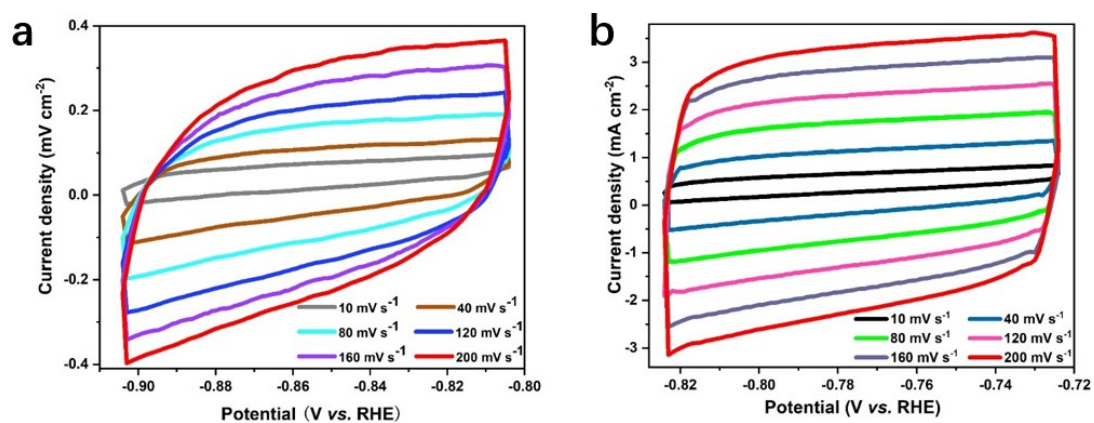 a
Current density (mV cm⁻²)
0.4
0.2
0.0
-0.2
-0.4
10 mV s⁻¹ 40 mV s⁻¹
80 mV s⁻¹ 120 mV s⁻¹
160 mV s⁻¹ 200 mV s⁻¹
-0.90 -0.88 -0.86 -0.84 -0.82 -0.80
Potential（V vs. RHE）
b
Current density (mA cm⁻²)
3
2
1
0
-1
-2
-3
10 mV s⁻¹ 40 mV s⁻¹
80 mV s⁻¹ 120 mV s⁻¹
160 mV s⁻¹ 200 mV s⁻¹
-0.82 -0.80 -0.78 -0.76 -0.74 -0.72
Potential (V vs. RHE)